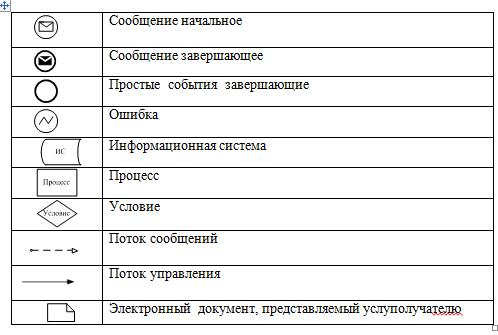 Сообщение начальное
Сообщение завершающее
Простые события завершающие
Ошибка
ИС
Информационная система
Процесс
Процесс
Условие
Условие
Поток сообщений
Поток управления
Электронный документ, представляемый услуполучателю